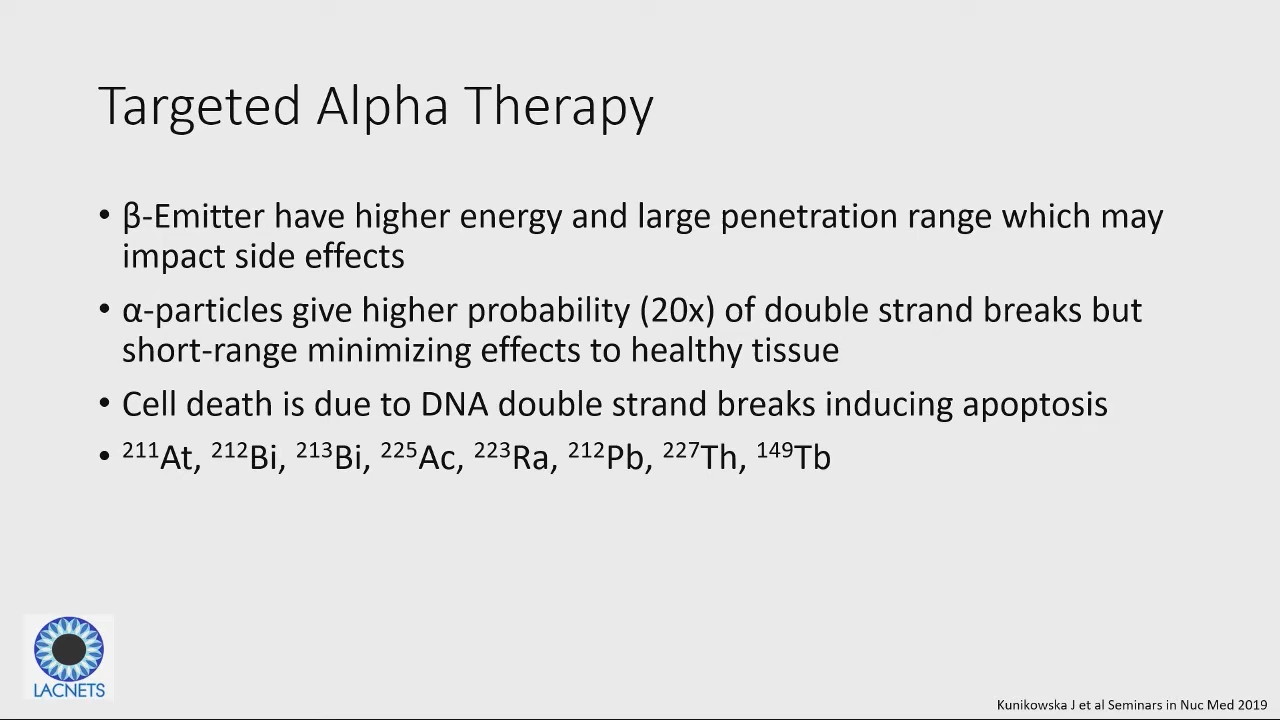 Targeted Alpha Therapy
• β-Emitter have higher energy and large penetration range which may
impact side effects
• α-particles give higher probability (20x) of double strand breaks but
short-range minimizing effects to healthy tissue
• Cell death is due to DNA double strand breaks inducing apoptosis
• ²¹¹At, ²¹²Bi, ²¹³Bi, ²²⁵Ac, ²²³Ra, ²¹²Pb, ²²⁷Th, ¹⁴⁹Tb
LACNETS
Kunikowska J et al Seminars in Nuc Med 2019